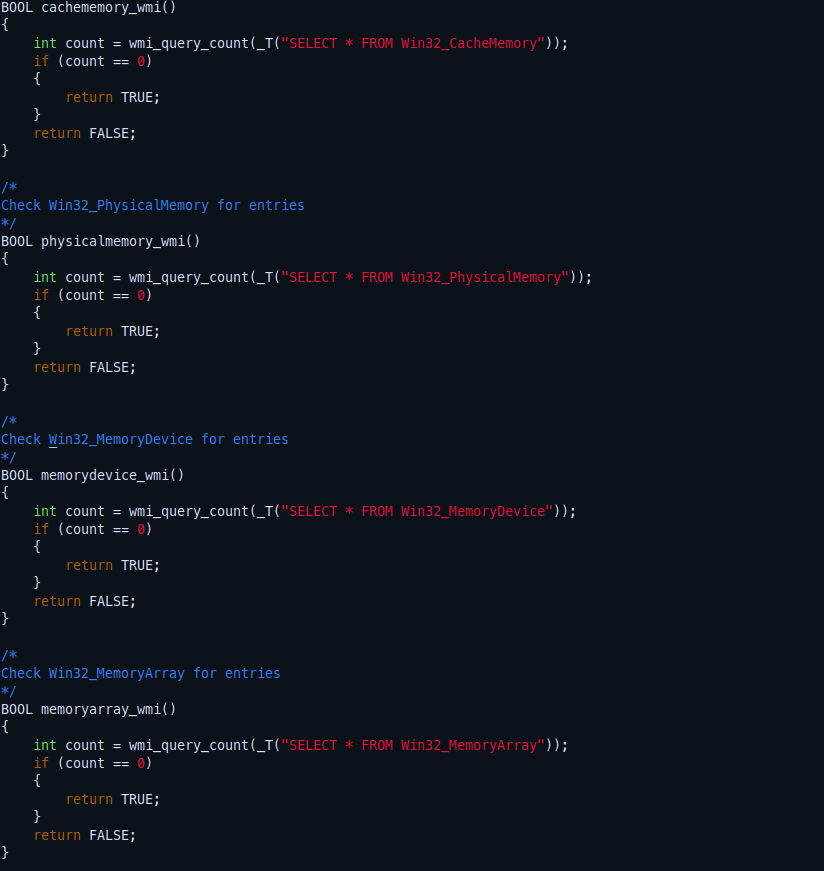 BOOL cachememory_wmi()
{
    int count = wmi_query_count(_T("SELECT * FROM Win32_CacheMemory"));
    if (count == 0)
    {
        return TRUE;
    }
    return FALSE;
}

/*
Check Win32_PhysicalMemory for entries
*/
BOOL physicalmemory_wmi()
{
    int count = wmi_query_count(_T("SELECT * FROM Win32_PhysicalMemory"));
    if (count == 0)
    {
        return TRUE;
    }
    return FALSE;
}

/*
Check Win32_MemoryDevice for entries
*/
BOOL memorydevice_wmi()
{
    int count = wmi_query_count(_T("SELECT * FROM Win32_MemoryDevice"));
    if (count == 0)
    {
        return TRUE;
    }
    return FALSE;
}

/*
Check Win32_MemoryArray for entries
*/
BOOL memoryarray_wmi()
{
    int count = wmi_query_count(_T("SELECT * FROM Win32_MemoryArray"));
    if (count == 0)
    {
        return TRUE;
    }
    return FALSE;
}